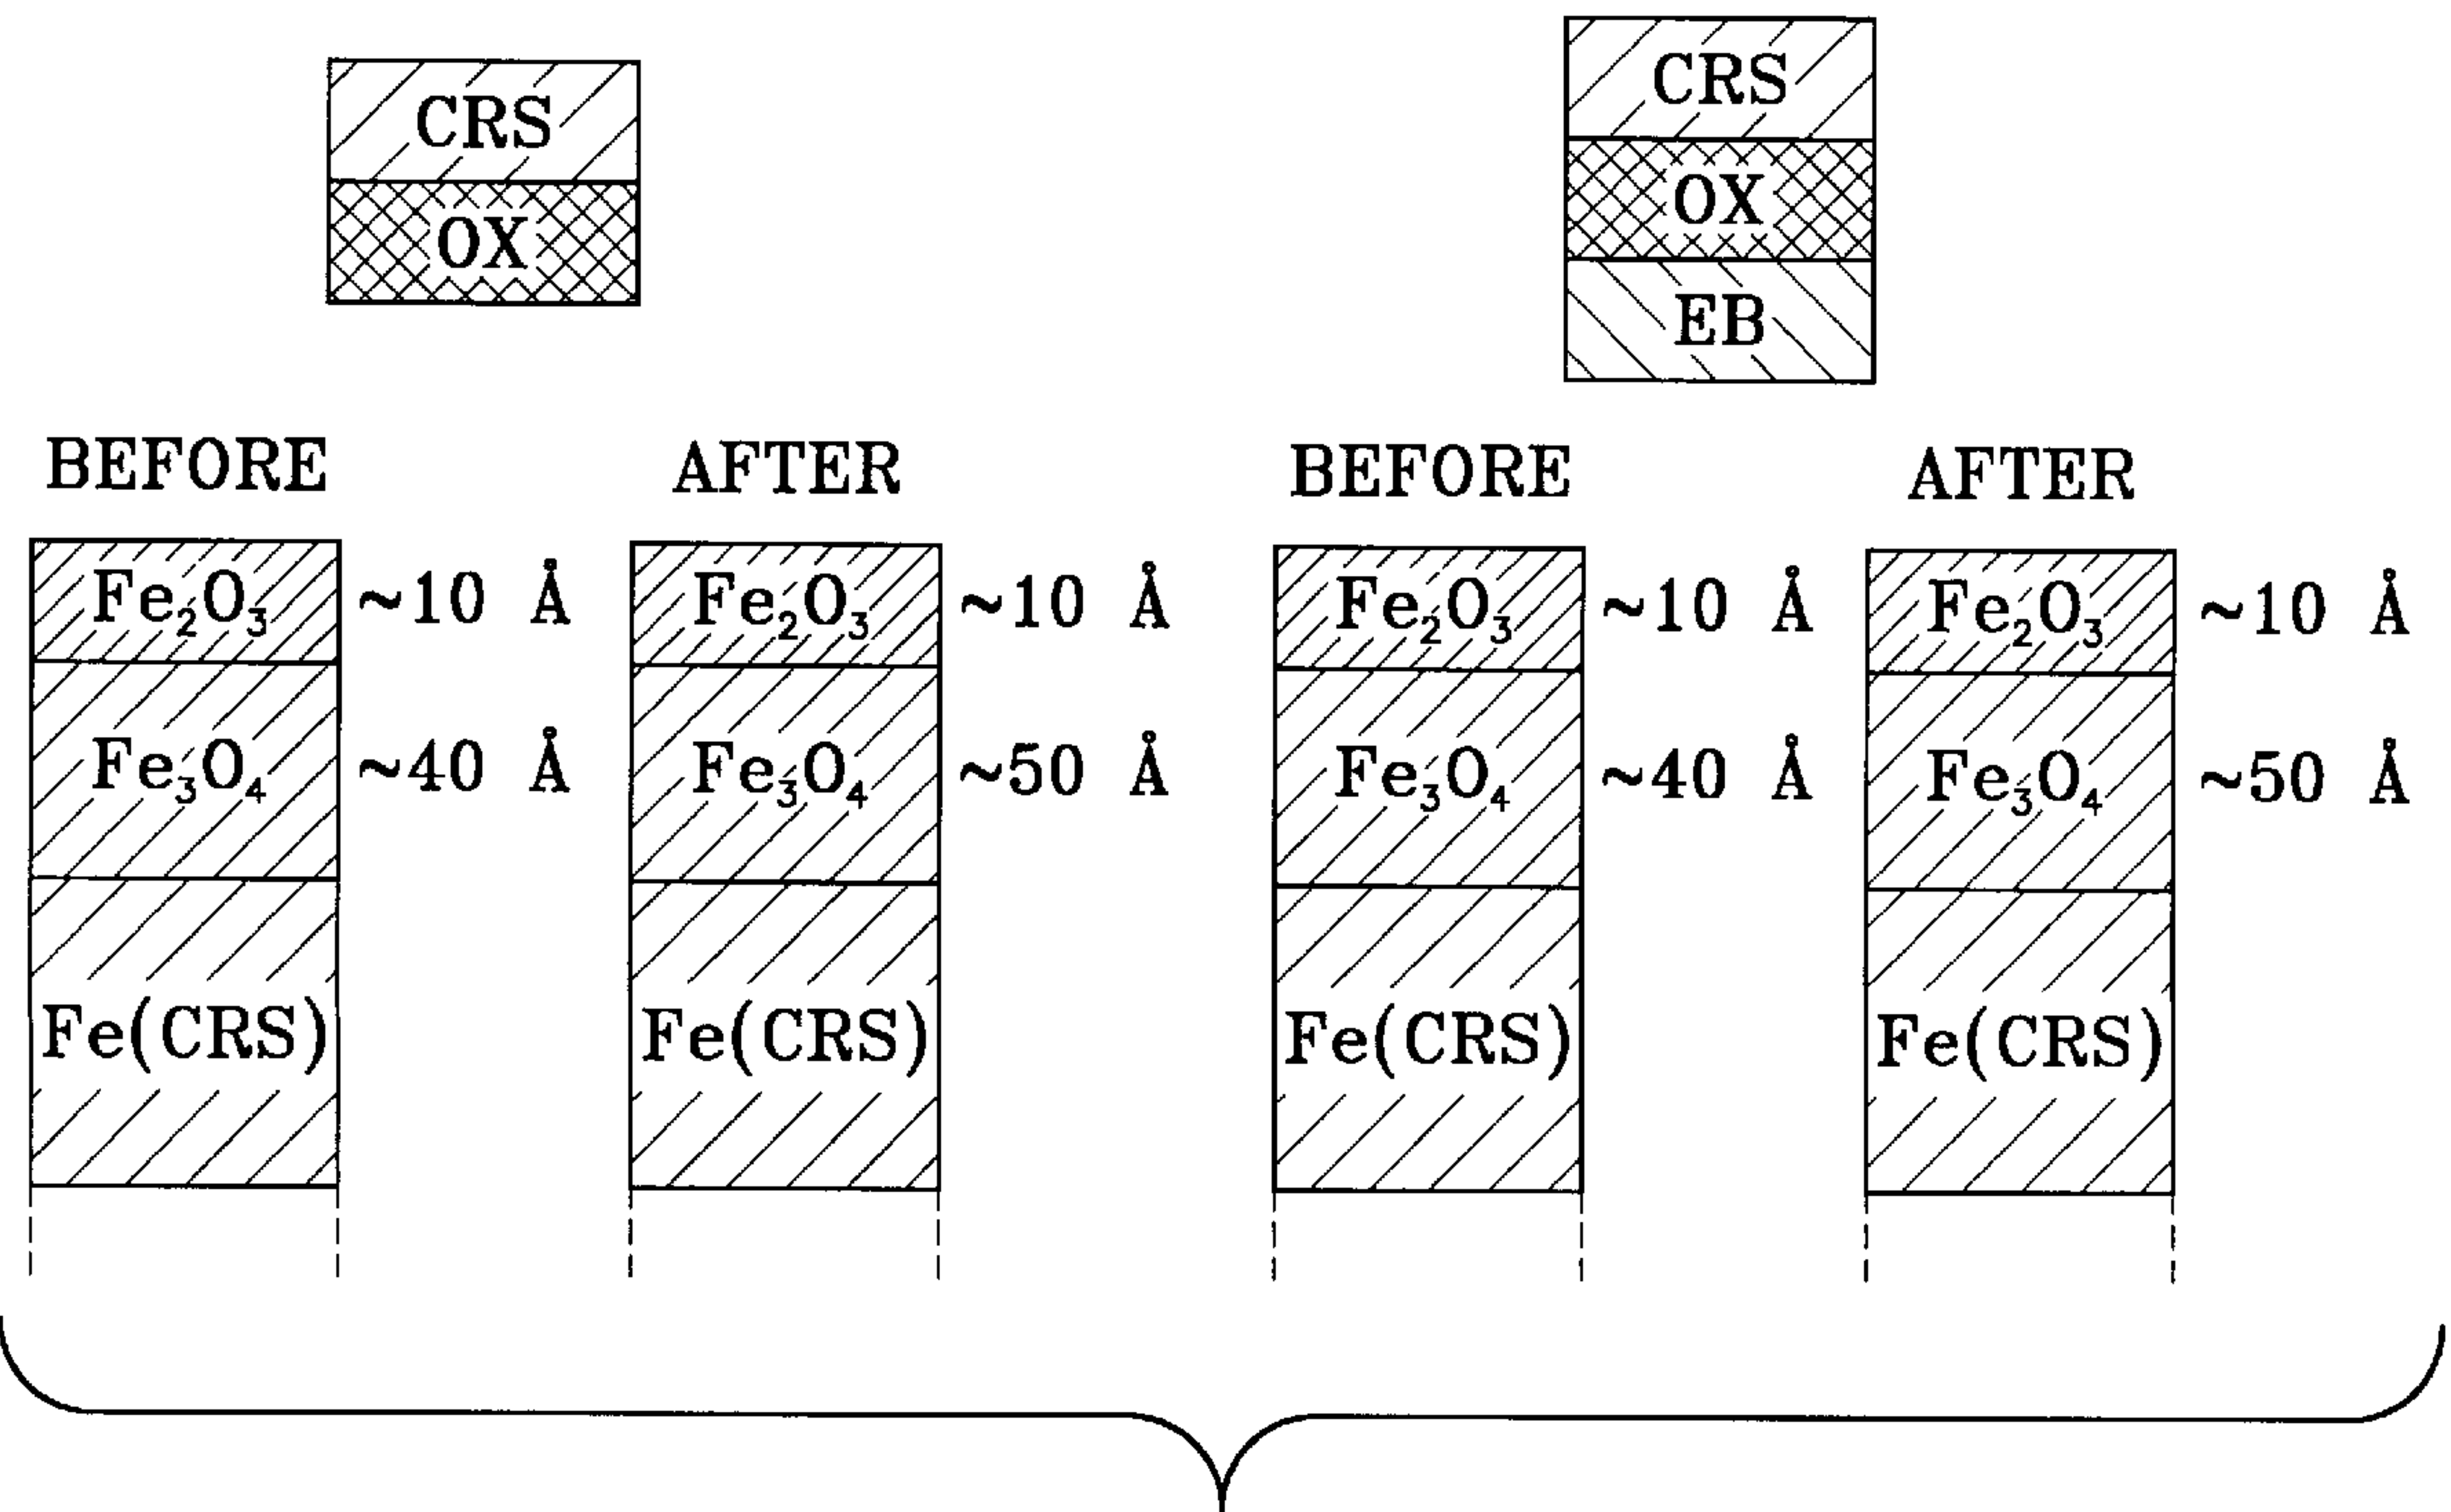 CRS
OX
CRS
OX
EB
BEFORE AFTER BEFORE AFTER
Fe₂O₃ ~10 Å Fe₂O₃ ~10 Å Fe₂O₃ ~10 Å Fe₂O₃ ~10 Å
Fe₃O₄ ~40 Å Fe₃O₄ ~50 Å Fe₃O₄ ~40 Å Fe₃O₄ ~50 Å
Fe(CRS) Fe(CRS) Fe(CRS) Fe(CRS)